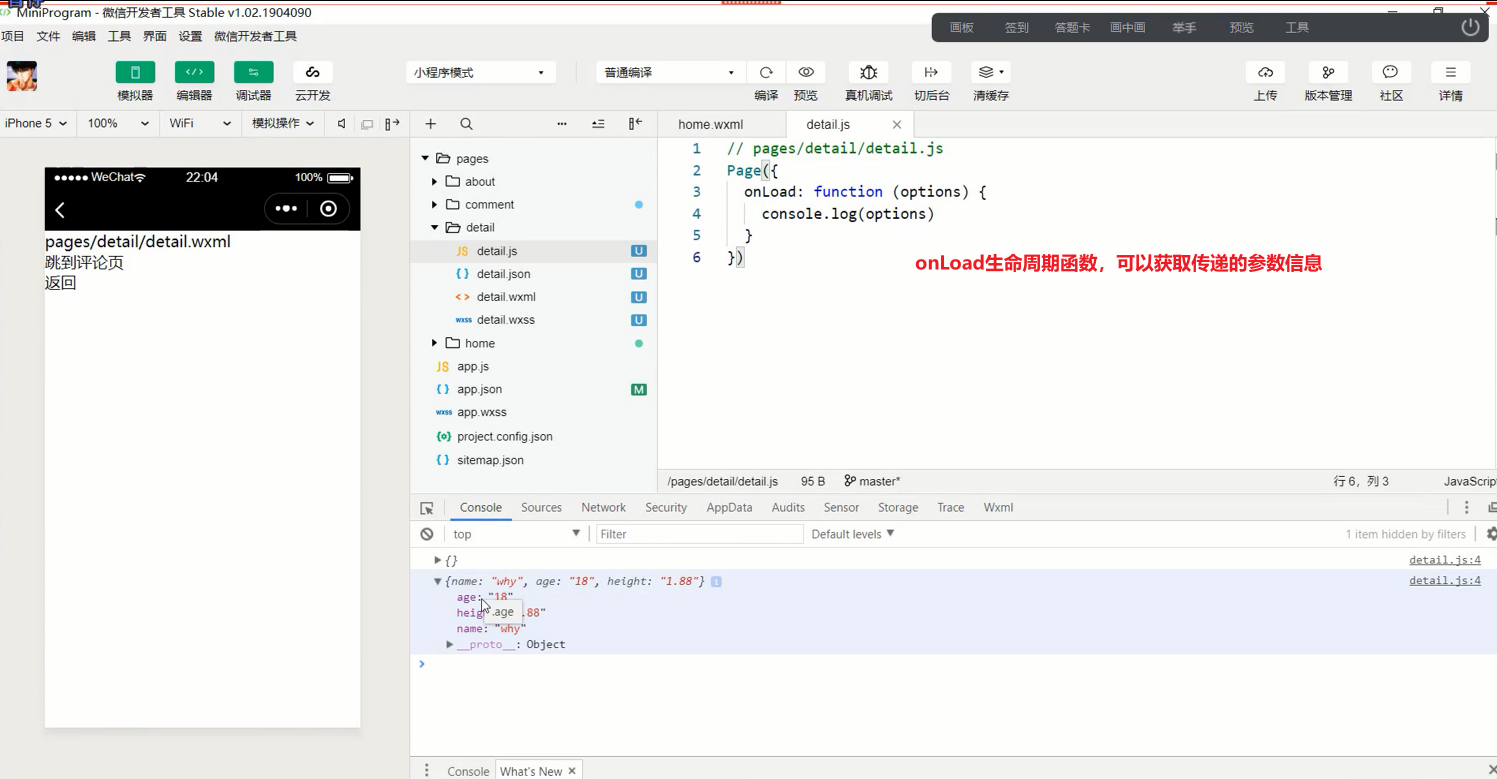 MiniProgram - 微信开发者工具 Stable v1.02.1904090
画板 签到 答题卡 画中画 举手 预览 工具
项目 文件 编辑 工具 界面 设置 微信开发者工具
小程序模式 普通编译
模拟器 编辑器 调试器 云开发 编译 预览 真机调试 切后台 清缓存 上传 版本管理 社区 详情
iPhone 5 100% WiFi 模拟操作
WeChat 22:04 100%
pages/detail/detail.wxml
跳到评论页
返回
pages
about
comment
detail
JS detail.js U
{ } detail.json U
< > detail.wxml U
wxss detail.wxss U
home
JS app.js
{ } app.json M
wxss app.wxss
{o} project.config.json
{ } sitemap.json
home.wxml detail.js
1 // pages/detail/detail.js
2 Page({
3 onLoad: function (options) {
4 console.log(options)
5 }
6 })
onLoad生命周期函数，可以获取传递的参数信息
/pages/detail/detail.js 95 B master* 行 6，列 3 JavaScrip
Console Sources Network Security AppData Audits Sensor Storage Trace Wxml
top Filter Default levels 1 item hidden by filters
{} detail.js:4
{name: "why", age: "18", height: "1.88"} i detail.js:4
age: "18"
heig .88"
.age
name: "why"
__proto__: Object
Console What's New